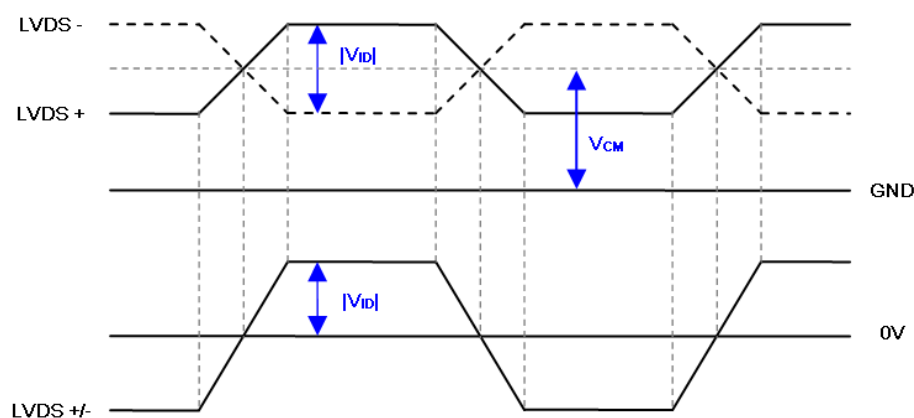 LVDS -
|VID|
LVDS +
VCM
GND
|VID|
0V
LVDS +/-